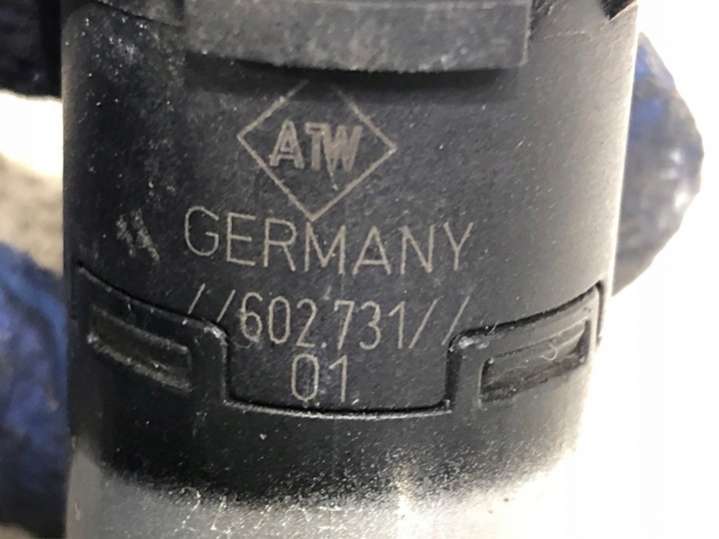 ATW
GERMANY
//602.731//
01